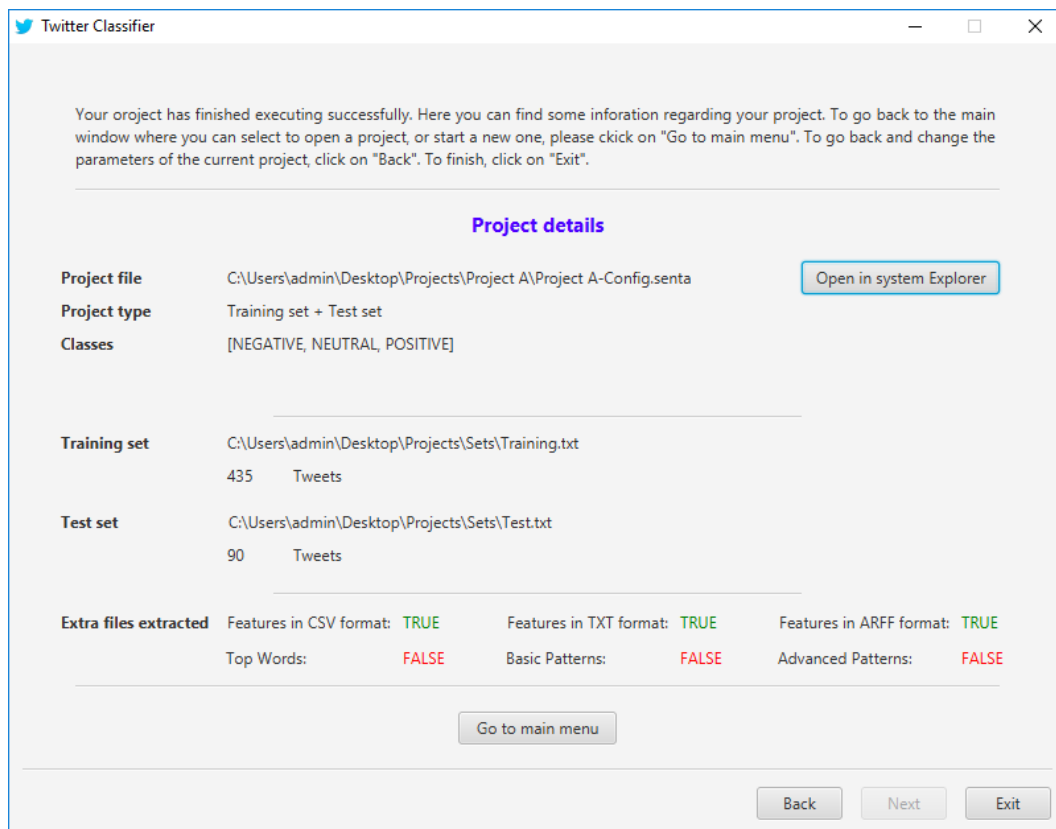 Twitter Classifier
Your oroject has finished executing successfully. Here you can find some inforation regarding your project. To go back to the main
window where you can select to open a project, or start a new one, please ckick on "Go to main menu". To go back and change the
parameters of the current project, click on "Back". To finish, click on "Exit".
Project details
Project file C:\Users\admin\Desktop\Projects\Project A\Project A-Config.senta Open in system Explorer
Project type Training set + Test set
Classes [NEGATIVE, NEUTRAL, POSITIVE]
Training set C:\Users\admin\Desktop\Projects\Sets\Training.txt
435 Tweets
Test set C:\Users\admin\Desktop\Projects\Sets\Test.txt
90 Tweets
Extra files extracted Features in CSV format: TRUE Features in TXT format: TRUE Features in ARFF format: TRUE
Top Words: FALSE Basic Patterns: FALSE Advanced Patterns: FALSE
Go to main menu
Back Next Exit